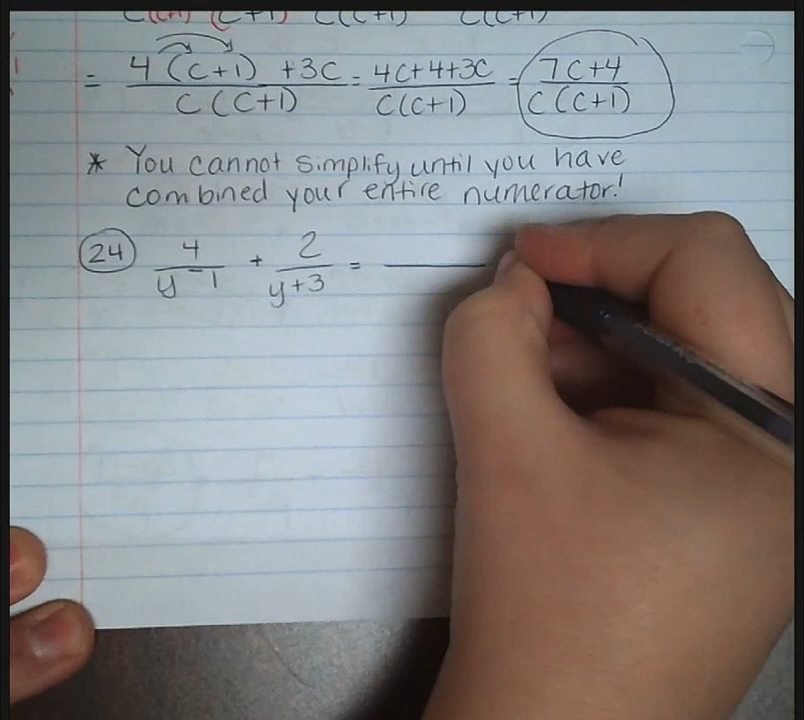 = 4(c+1)+3c / c(c+1) = 4c+4+3c / c(c+1) = 7c+4 / c(c+1)
* You cannot simplify until you have
combined your entire numerator!
24 4 / y-1 + 2 / y+3 =